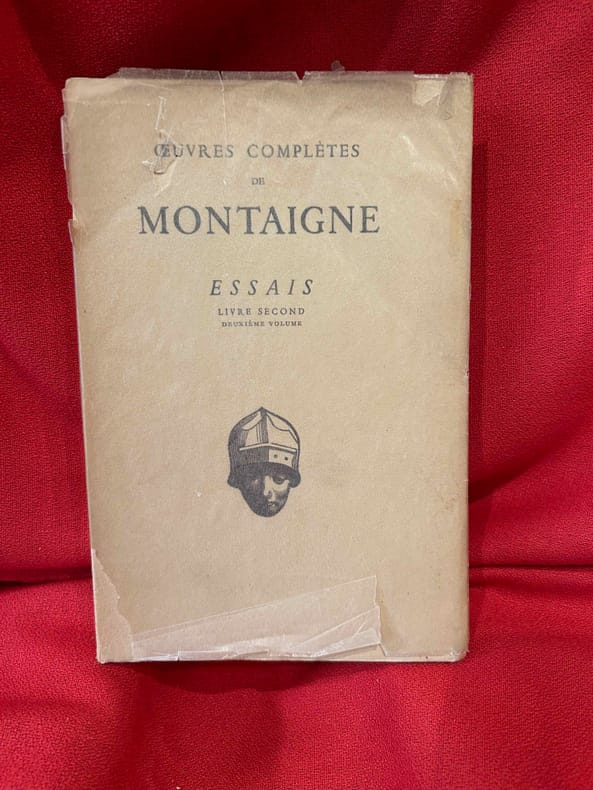 ŒUVRES COMPLÈTES
DE
MONTAIGNE
ESSAIS
LIVRE SECOND
DEUXIÈME VOLUME